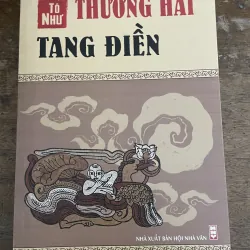 TÔ NHƯ
THƯƠNG HẢI
TANG ĐIỀN
NHÀ XUẤT BẢN HỘI NHÀ VĂN